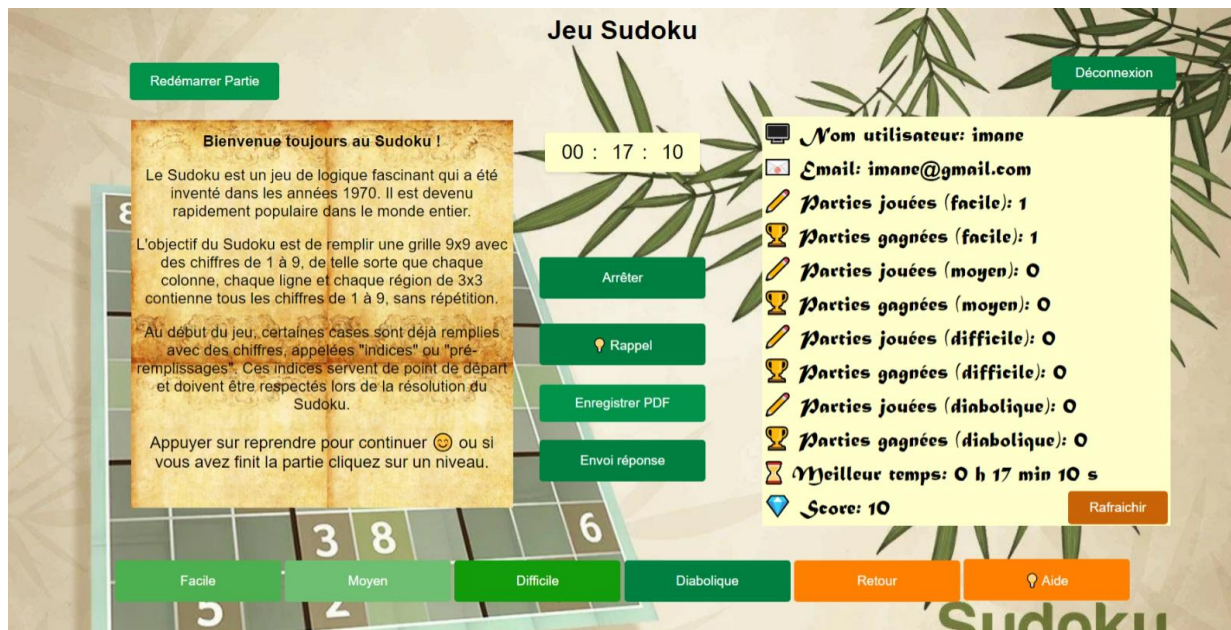 Jeu Sudoku
Redémarrer Partie
Déconnexion
Bienvenue toujours au Sudoku !
Le Sudoku est un jeu de logique fascinant qui a été
inventé dans les années 1970. Il est devenu
rapidement populaire dans le monde entier.
L'objectif du Sudoku est de remplir une grille 9x9 avec
des chiffres de 1 à 9, de telle sorte que chaque
colonne, chaque ligne et chaque région de 3x3
contienne tous les chiffres de 1 à 9, sans répétition.
Au début du jeu, certaines cases sont déjà remplies
avec des chiffres, appelées "indices" ou "pré-
remplissages". Ces indices servent de point de départ
et doivent être respectés lors de la résolution du
Sudoku.
Appuyer sur reprendre pour continuer 😊 ou si
vous avez finit la partie cliquez sur un niveau.
00 : 17 : 10
Arrêter
Rappel
Enregistrer PDF
Envoi réponse
Nom utilisateur: imane
Email: imane@gmail.com
Parties jouées (facile): 1
Parties gagnées (facile): 1
Parties jouées (moyen): 0
Parties gagnées (moyen): 0
Parties jouées (difficile): 0
Parties gagnées (difficile): 0
Parties jouées (diabolique): 0
Parties gagnées (diabolique): 0
Meilleur temps: 0 h 17 min 10 s
Score: 10
Rafraichir
8
3 8 6
Facile
Moyen
Difficile
Diabolique
Retour
Aide
5 2
Sudoku